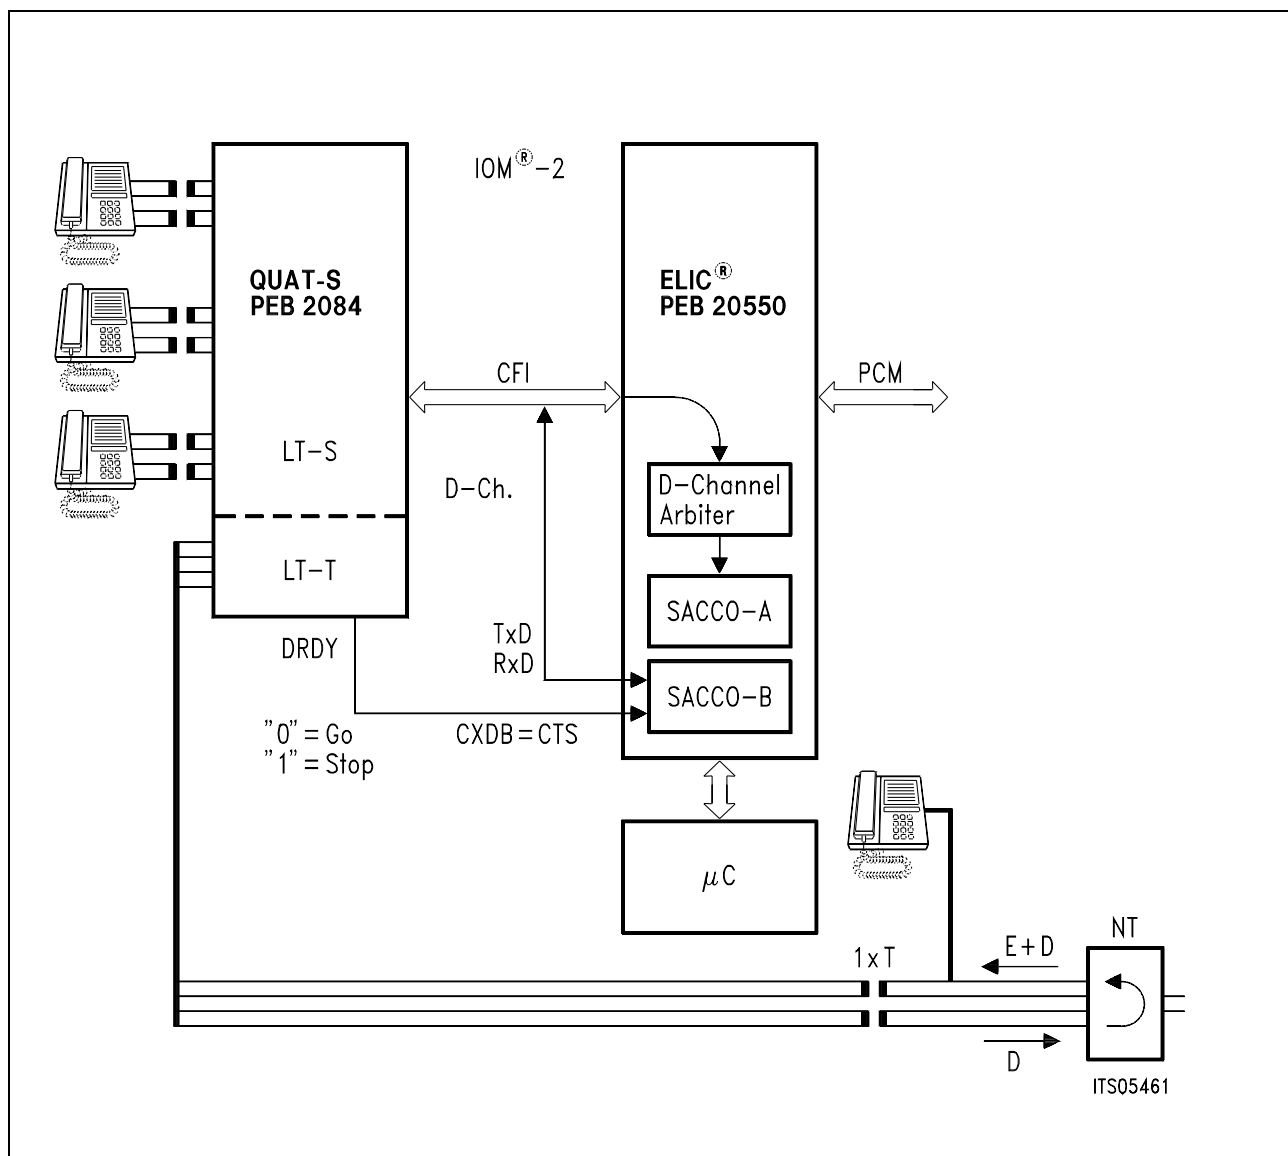 IOM®-2
QUAT-S
PEB 2084
ELIC®
PEB 20550
CFI
PCM
LT-S
D-Ch.
D-Channel
Arbiter
LT-T
SACCO-A
DRDY
TxD
RxD
SACCO-B
"0" = Go
"1" = Stop
CXDB = CTS
μC
NT
1xT
E+D
D
ITS05461